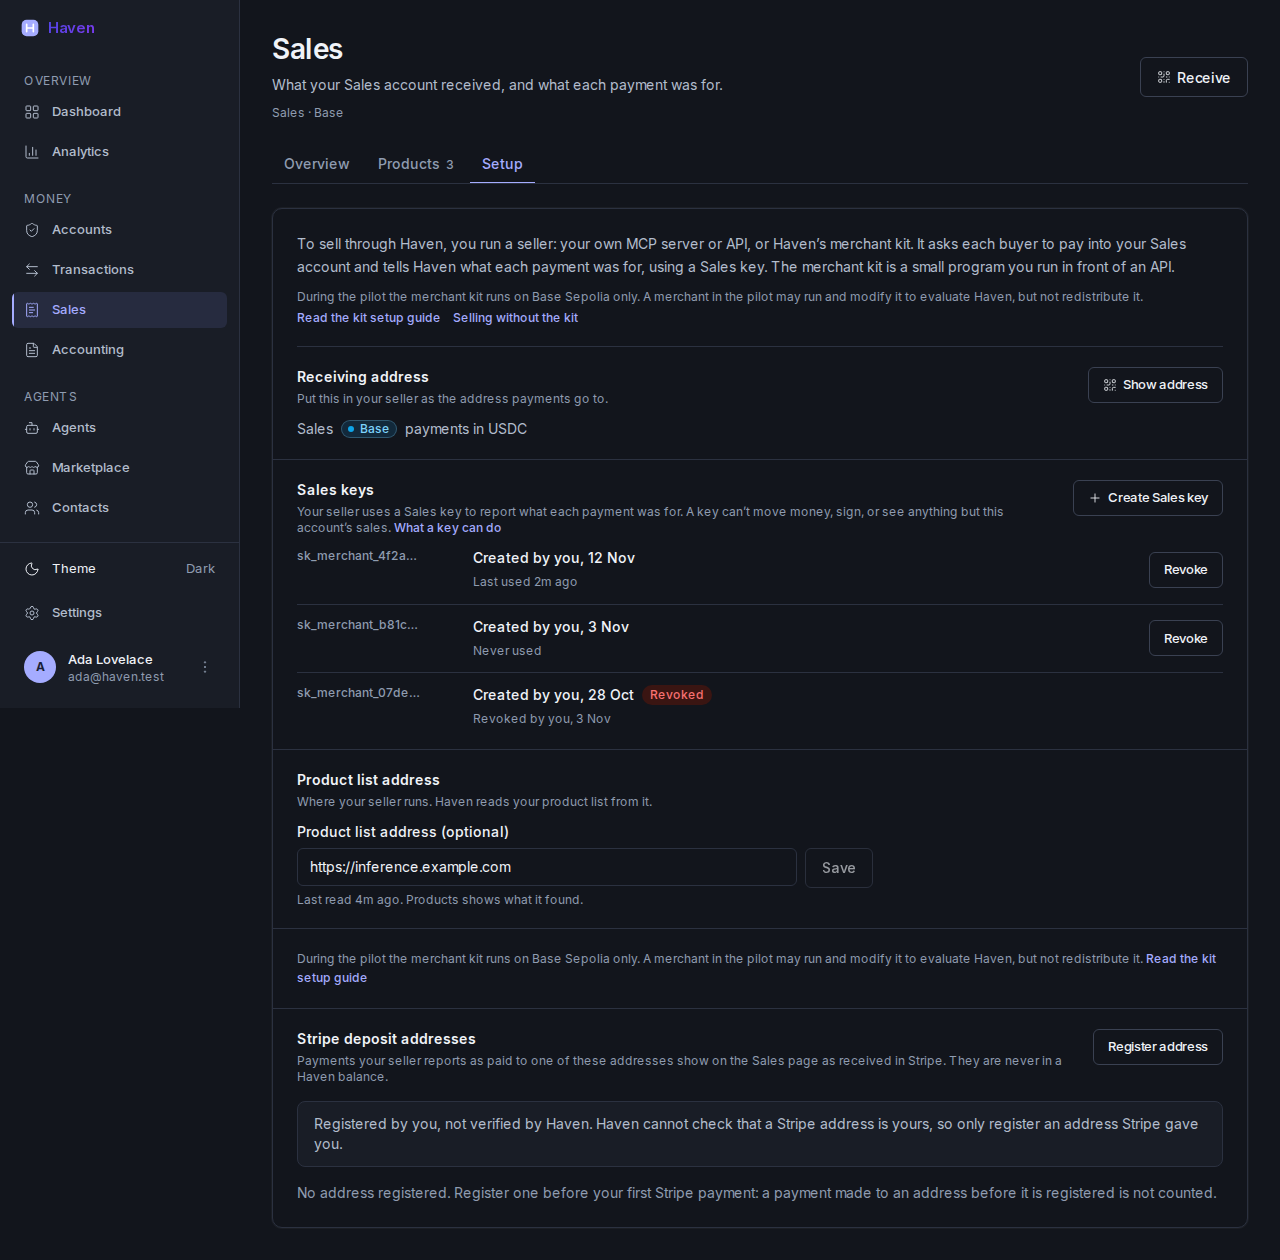 Haven
OVERVIEW
Dashboard
Analytics
MONEY
Accounts
Transactions
Sales
Accounting
AGENTS
Agents
Marketplace
Contacts
Theme Dark
Settings
A
Ada Lovelace
ada@haven.test
Sales
What your Sales account received, and what each payment was for.
Sales · Base
Receive
Overview Products 3 Setup
To sell through Haven, you run a seller: your own MCP server or API, or Haven’s merchant kit. It asks each buyer to pay into your Sales
account and tells Haven what each payment was for, using a Sales key. The merchant kit is a small program you run in front of an API.
During the pilot the merchant kit runs on Base Sepolia only. A merchant in the pilot may run and modify it to evaluate Haven, but not redistribute it.
Read the kit setup guide Selling without the kit
Receiving address
Put this in your seller as the address payments go to.
Show address
Sales Base payments in USDC
Sales keys
Your seller uses a Sales key to report what each payment was for. A key can’t move money, sign, or see anything but this
account’s sales. What a key can do
Create Sales key
sk_merchant_4f2a…
Created by you, 12 Nov
Last used 2m ago
Revoke
sk_merchant_b81c…
Created by you, 3 Nov
Never used
Revoke
sk_merchant_07de…
Created by you, 28 Oct Revoked
Revoked by you, 3 Nov
Product list address
Where your seller runs. Haven reads your product list from it.
Product list address (optional)
https://inference.example.com
Save
Last read 4m ago. Products shows what it found.
During the pilot the merchant kit runs on Base Sepolia only. A merchant in the pilot may run and modify it to evaluate Haven, but not redistribute it. Read the kit
setup guide
Stripe deposit addresses
Payments your seller reports as paid to one of these addresses show on the Sales page as received in Stripe. They are never in a
Haven balance.
Register address
Registered by you, not verified by Haven. Haven cannot check that a Stripe address is yours, so only register an address Stripe gave
you.
No address registered. Register one before your first Stripe payment: a payment made to an address before it is registered is not counted.